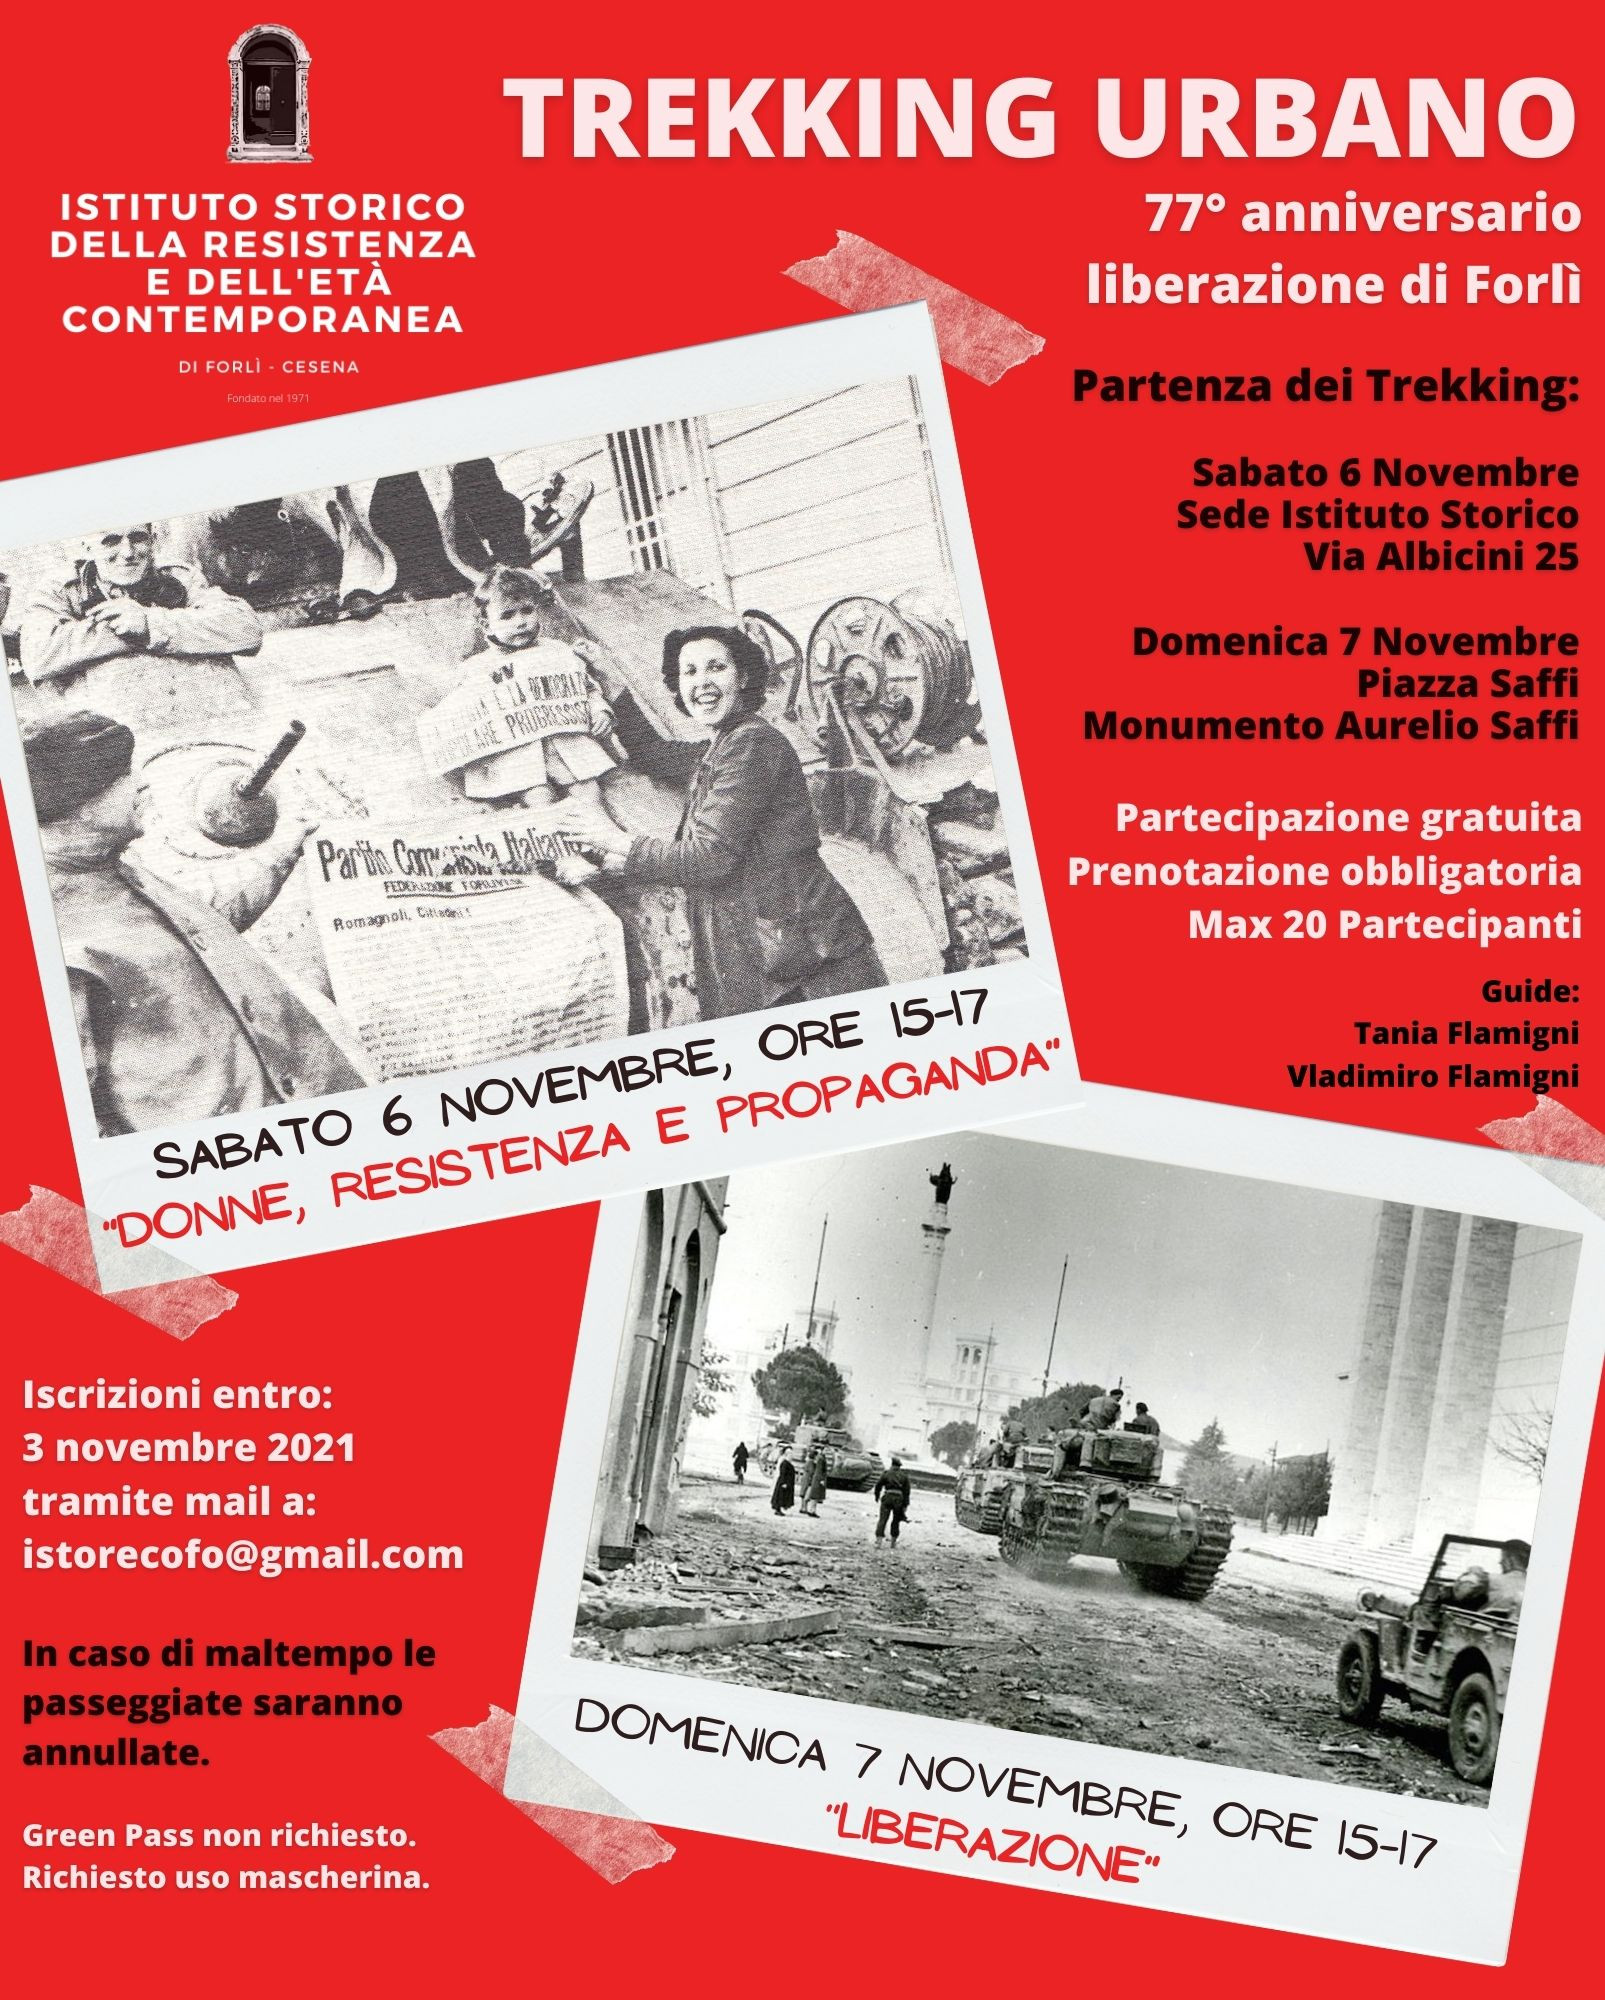 ISTITUTO STORICO
DELLA RESISTENZA
E DELL'ETÀ
CONTEMPORANEA
DI FORLÌ - CESENA
Fondato nel 1971
TREKKING URBANO
77° anniversario
liberazione di Forlì
Partenza dei Trekking:
Sabato 6 Novembre
Sede Istituto Storico
Via Albicini 25
Domenica 7 Novembre
Piazza Saffi
Monumento Aurelio Saffi
Partecipazione gratuita
Prenotazione obbligatoria
Max 20 Partecipanti
Guide:
Tania Flamigni
Vladimiro Flamigni
E LA DEMOCRAZI
PROGRESSIST
Partito Comunista Italiano
FEDERAZIONE FORLIVESE
Romagnoli, Cittadini!
SABATO 6 NOVEMBRE, ORE 15-17
"DONNE, RESISTENZA E PROPAGANDA"
Iscrizioni entro:
3 novembre 2021
tramite mail a:
istorecofo@gmail.com
In caso di maltempo le
passeggiate saranno
annullate.
Green Pass non richiesto.
Richiesto uso mascherina.
DOMENICA 7 NOVEMBRE, ORE 15-17
"LIBERAZIONE"